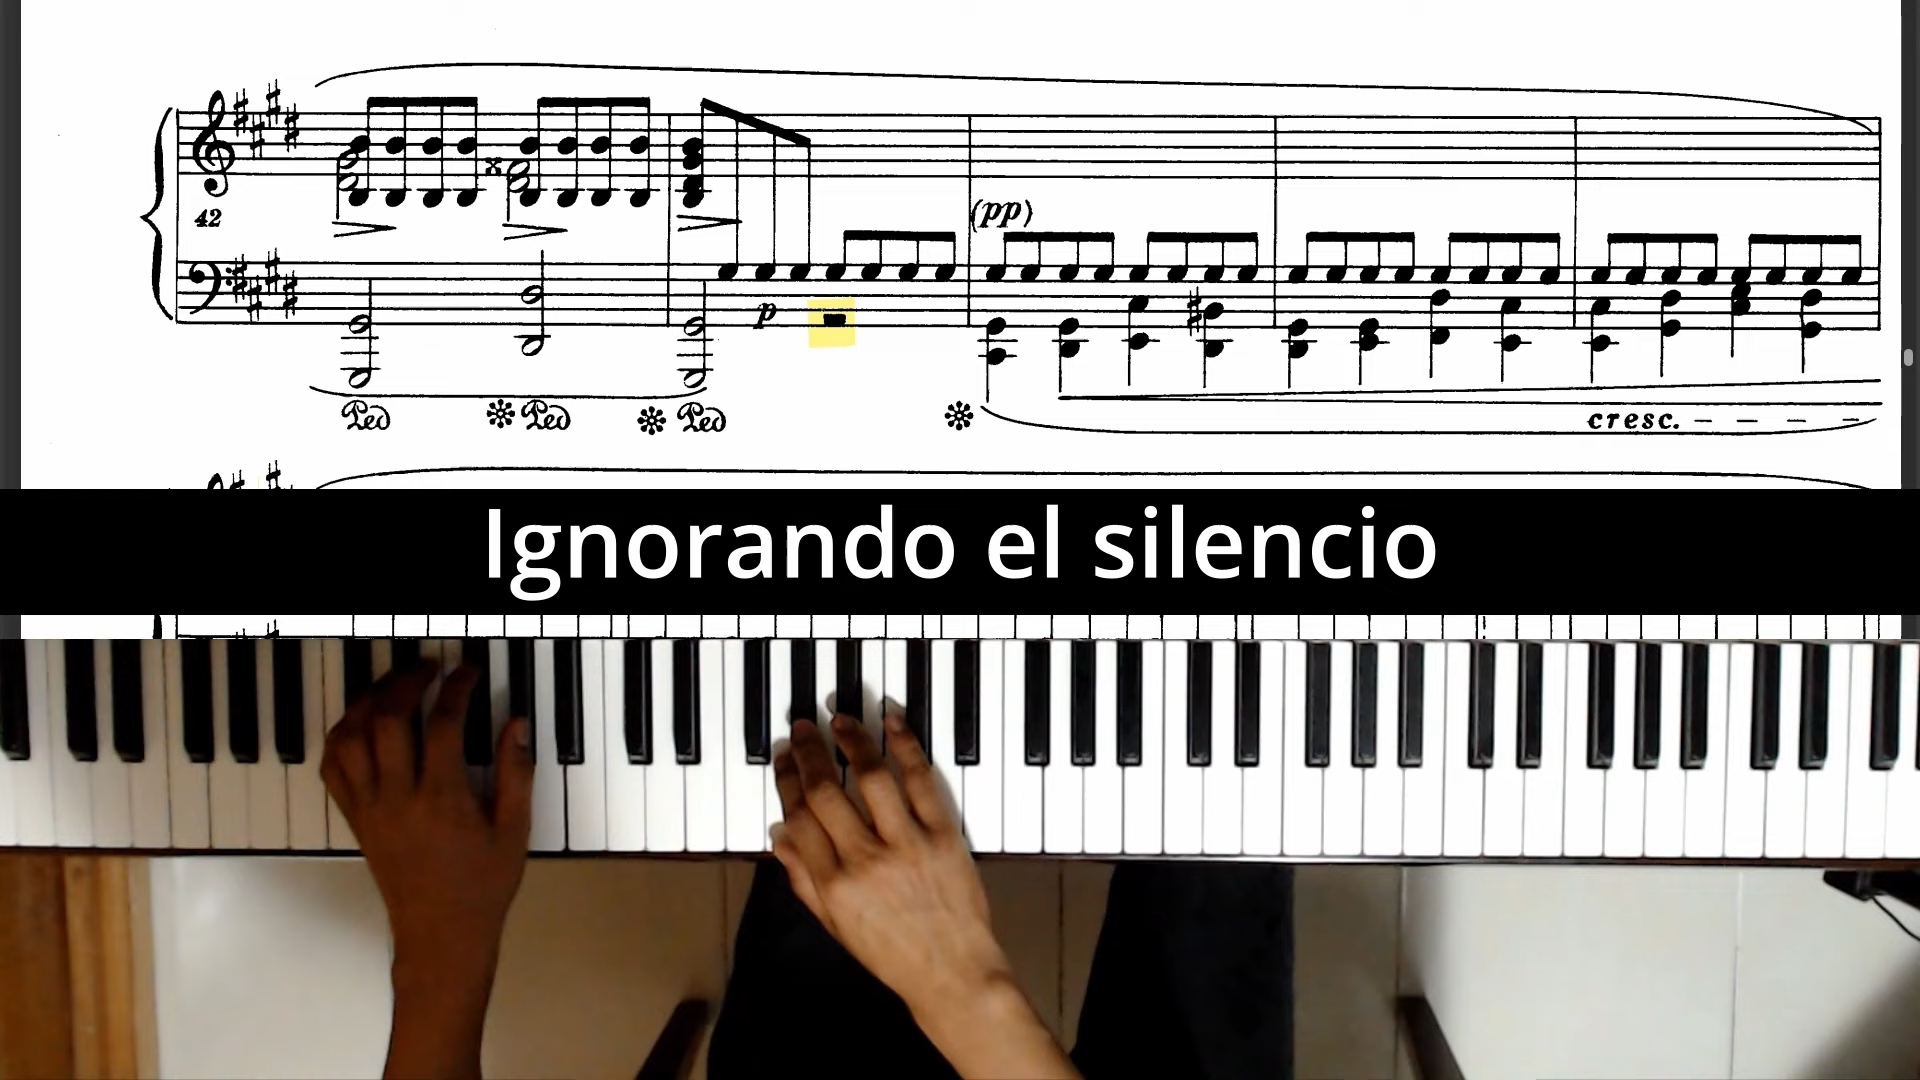 (pp)
42
p
Ped Ped Ped
cresc.
Ignorando el silencio